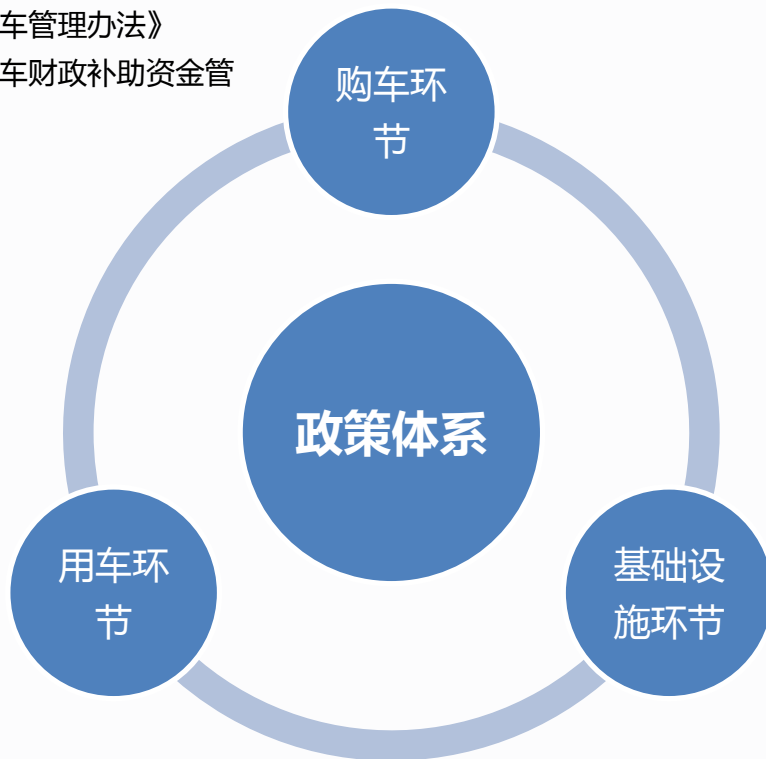 车管理办法》
车财政补助资金管
购车环
节
政策体系
用车环
节
基础设
施环节